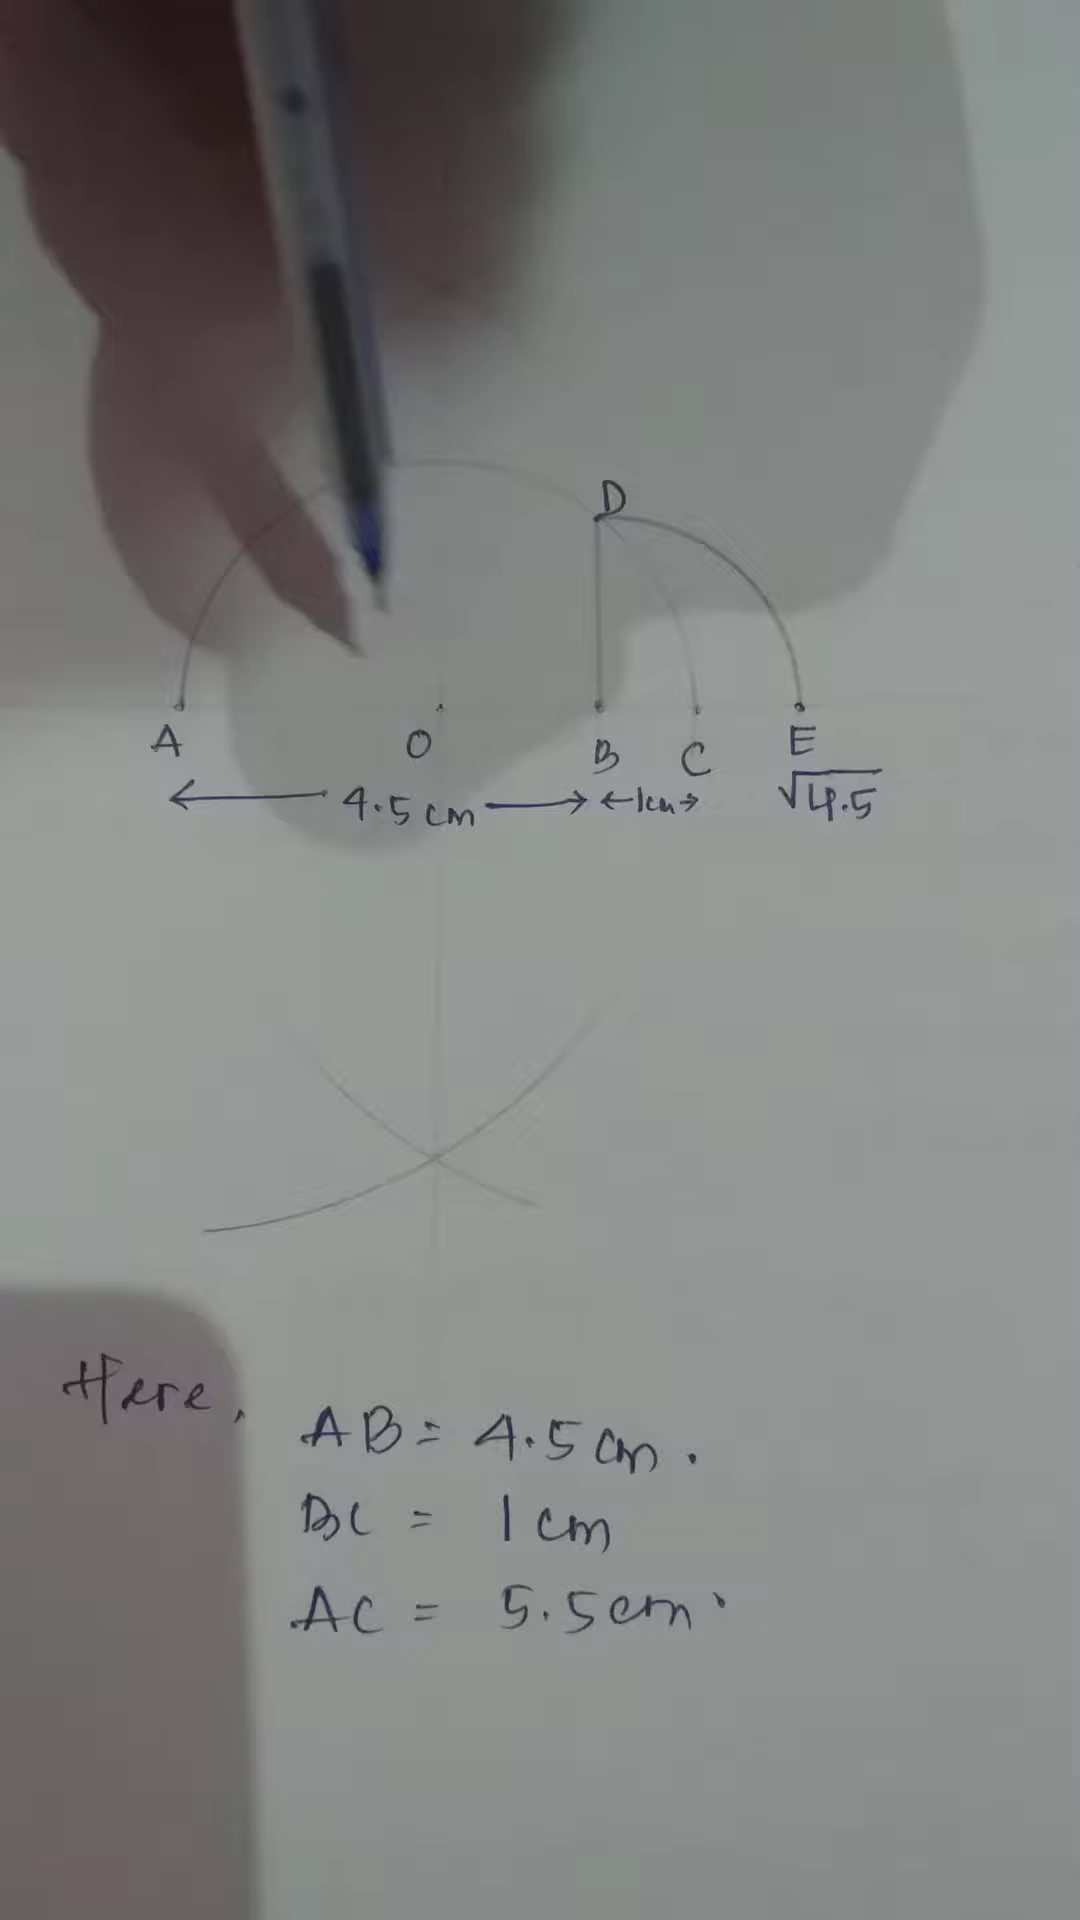 D
A O B C E
4.5 cm 1cm √4.5
Here,
AB = 4.5 cm.
BC = 1 cm
AC = 5.5 cm.